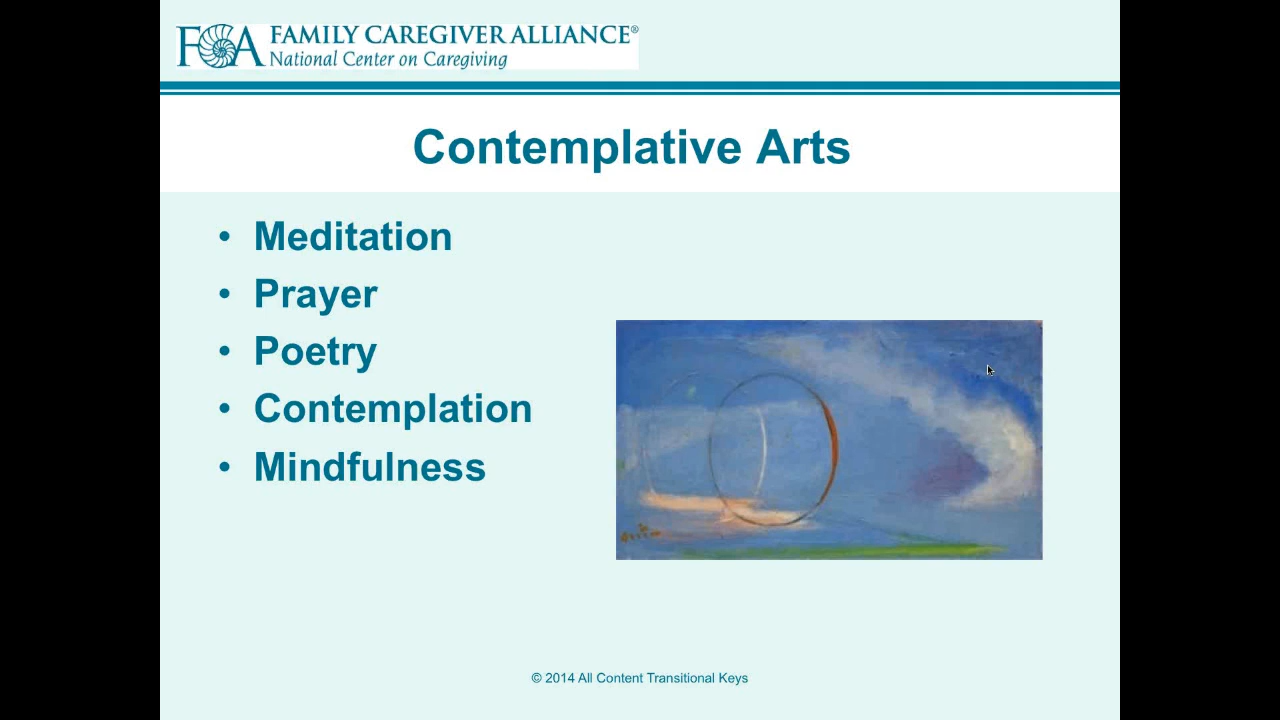 FCA FAMILY CAREGIVER ALLIANCE®
National Center on Caregiving
Contemplative Arts
• Meditation
• Prayer
• Poetry
• Contemplation
• Mindfulness
© 2014 All Content Transitional Keys